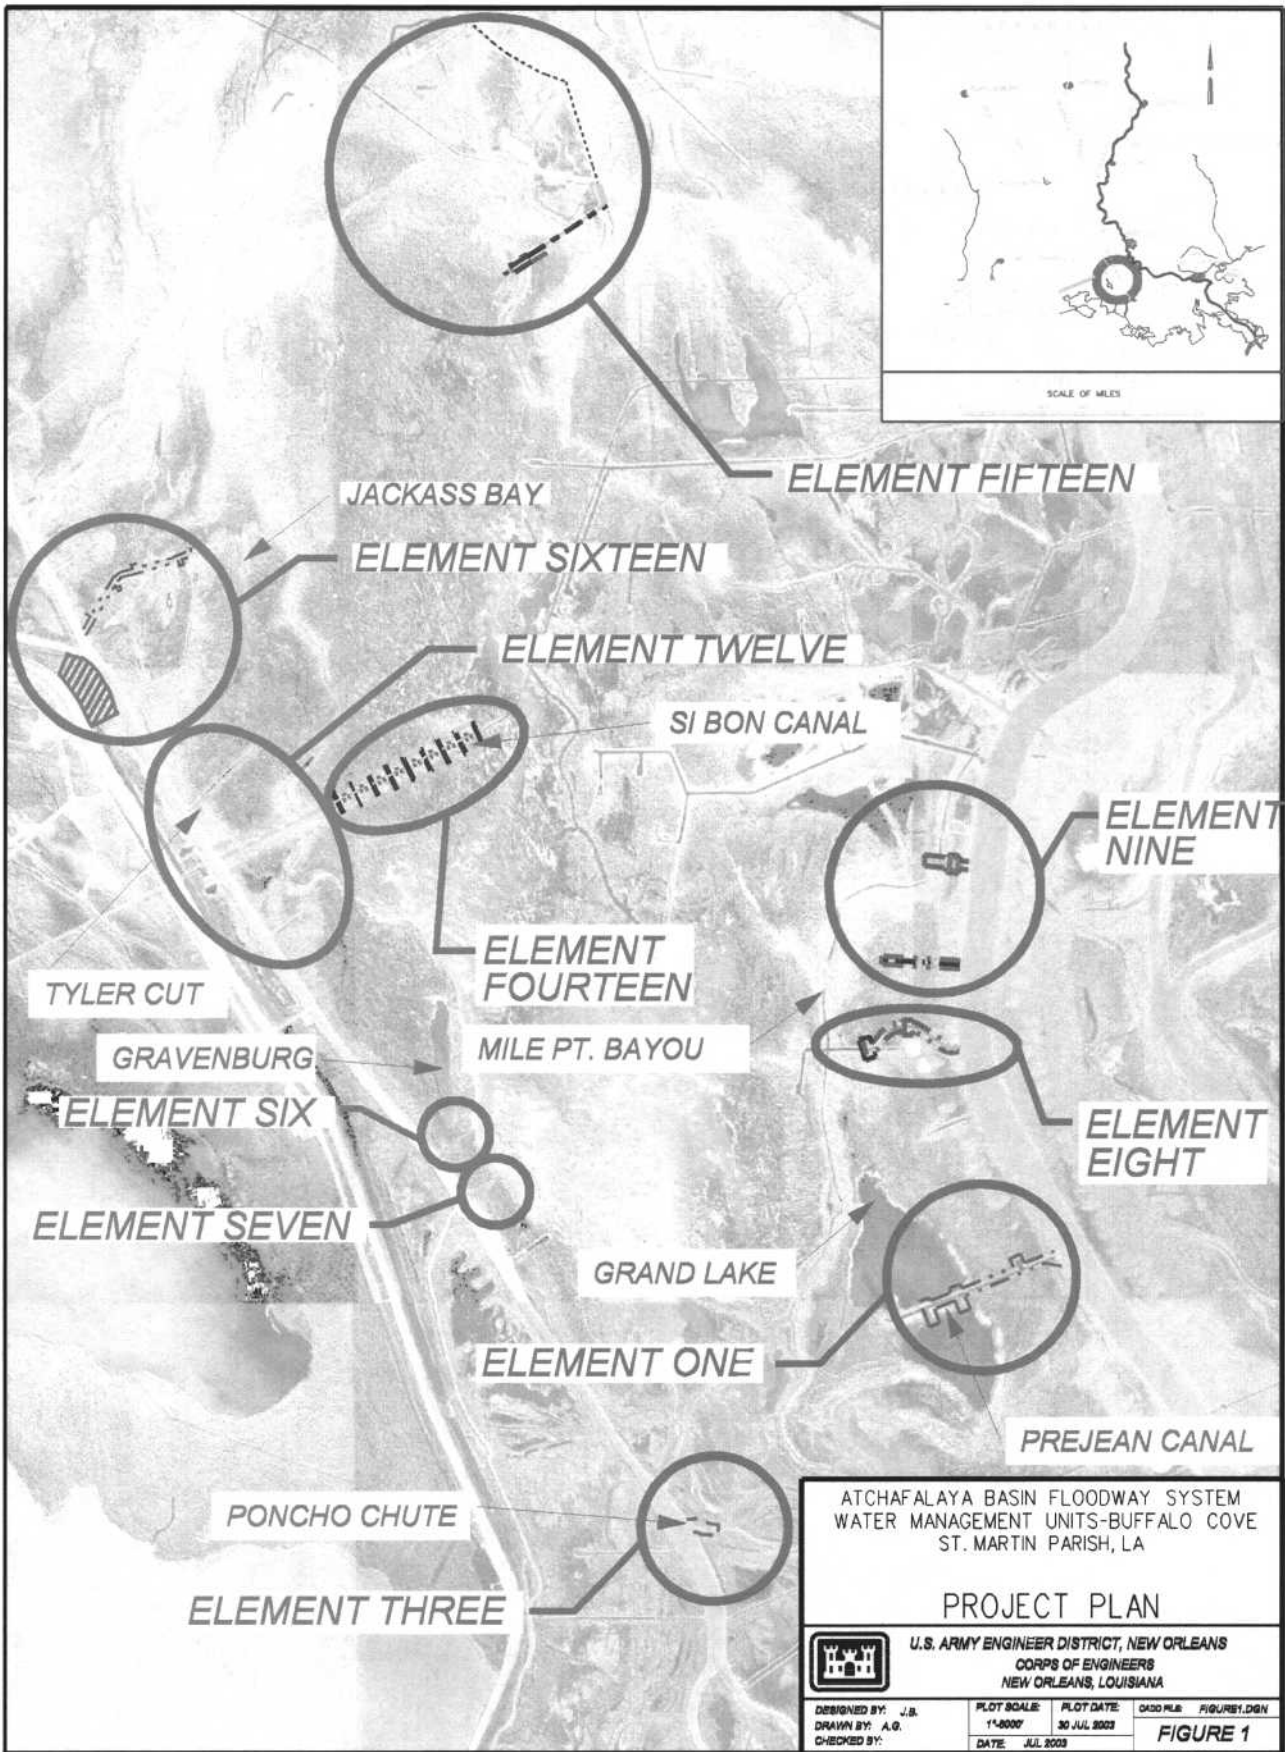 SCALE OF MILES
ELEMENT FIFTEEN
JACKASS BAY
ELEMENT SIXTEEN
ELEMENT TWELVE
SI BON CANAL
ELEMENT
NINE
ELEMENT
FOURTEEN
TYLER CUT
MILE PT. BAYOU
GRAVENBURG
ELEMENT SIX
ELEMENT
EIGHT
ELEMENT SEVEN
GRAND LAKE
ELEMENT ONE
PREJEAN CANAL
PONCHO CHUTE
ELEMENT THREE
ATCHAFALAYA BASIN FLOODWAY SYSTEM
WATER MANAGEMENT UNITS-BUFFALO COVE
ST. MARTIN PARISH, LA
PROJECT PLAN
U.S. ARMY ENGINEER DISTRICT, NEW ORLEANS
CORPS OF ENGINEERS
NEW ORLEANS, LOUISIANA
DESIGNED BY: J.B.
DRAWN BY: A.G.
CHECKED BY:
PLOT SCALE:
1"-6000'
PLOT DATE:
30 JUL 2003
DATE: JUL 2003
CADD FILE: FIGURE1.DGN
FIGURE 1